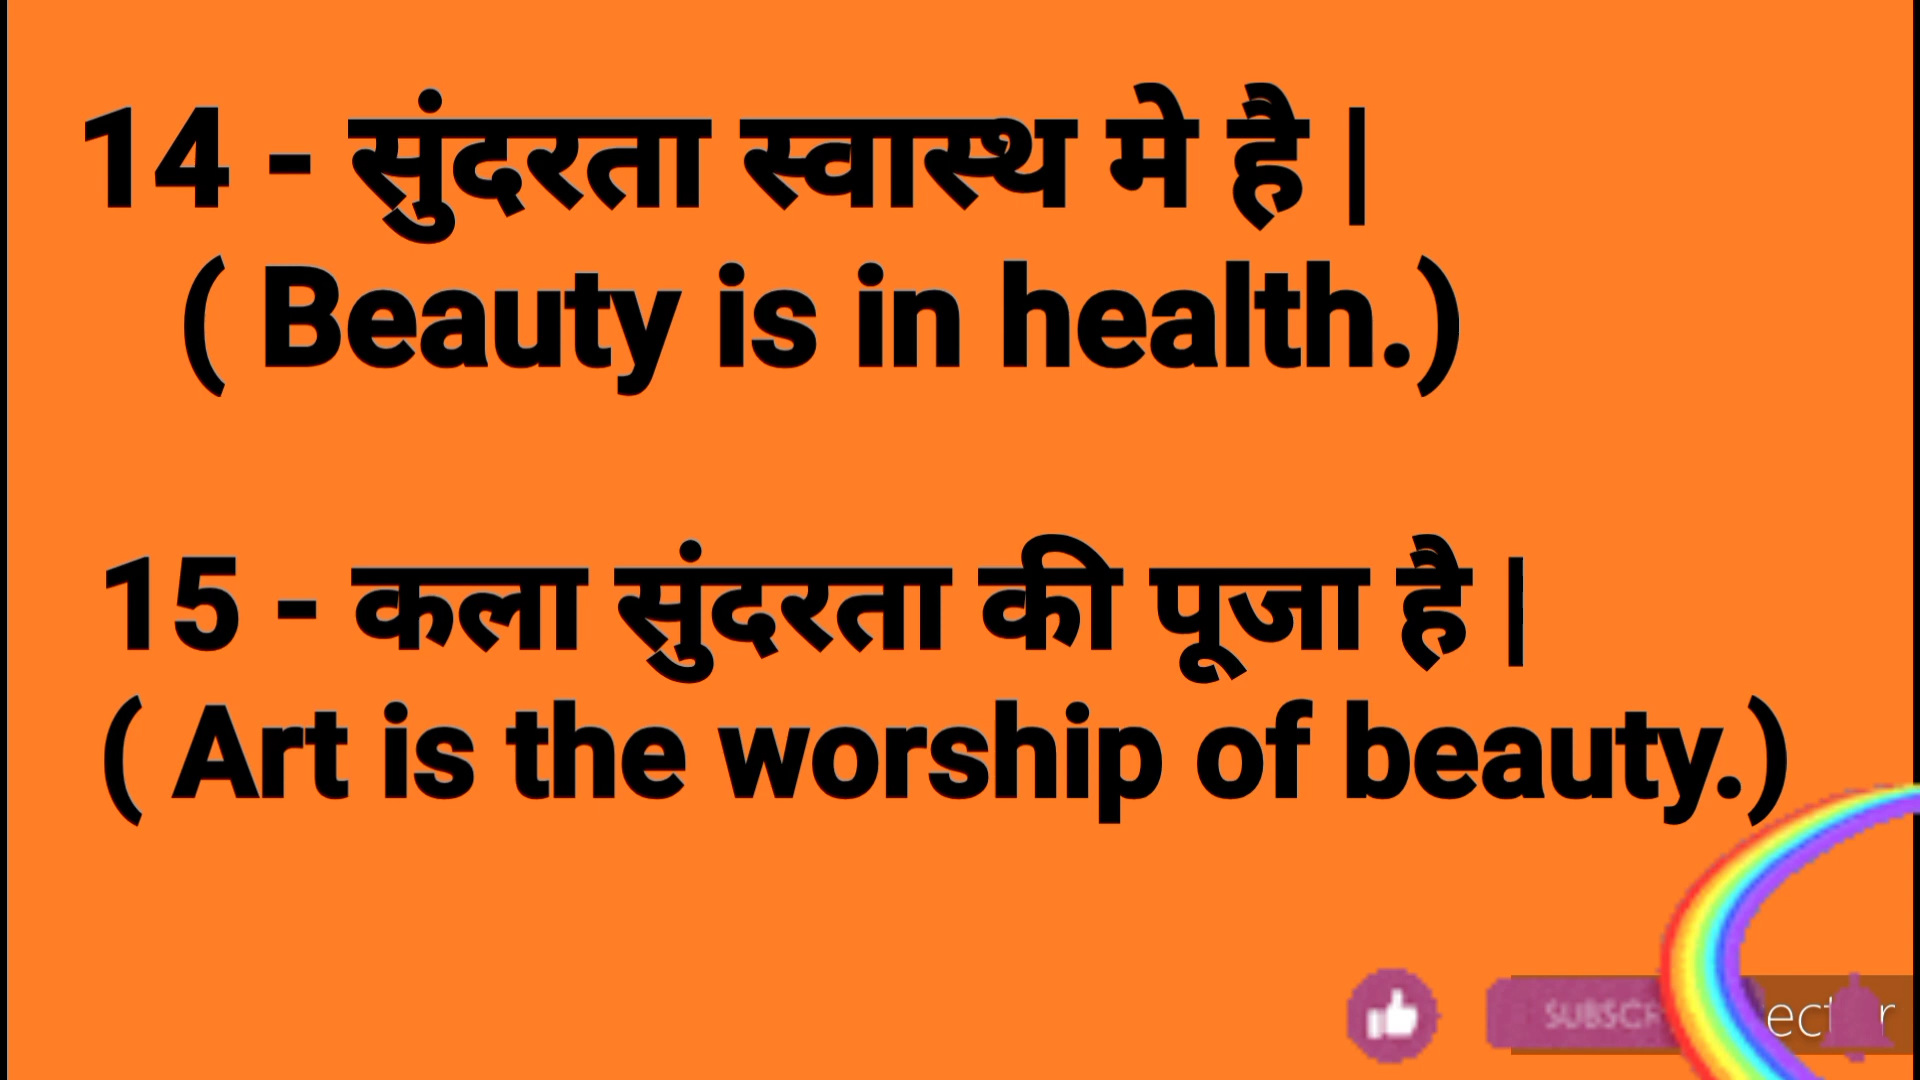 14 - सुंदरता स्वास्थ मे है |
( Beauty is in health.)
15 - कला सुंदरता की पूजा है |
( Art is the worship of beauty.)